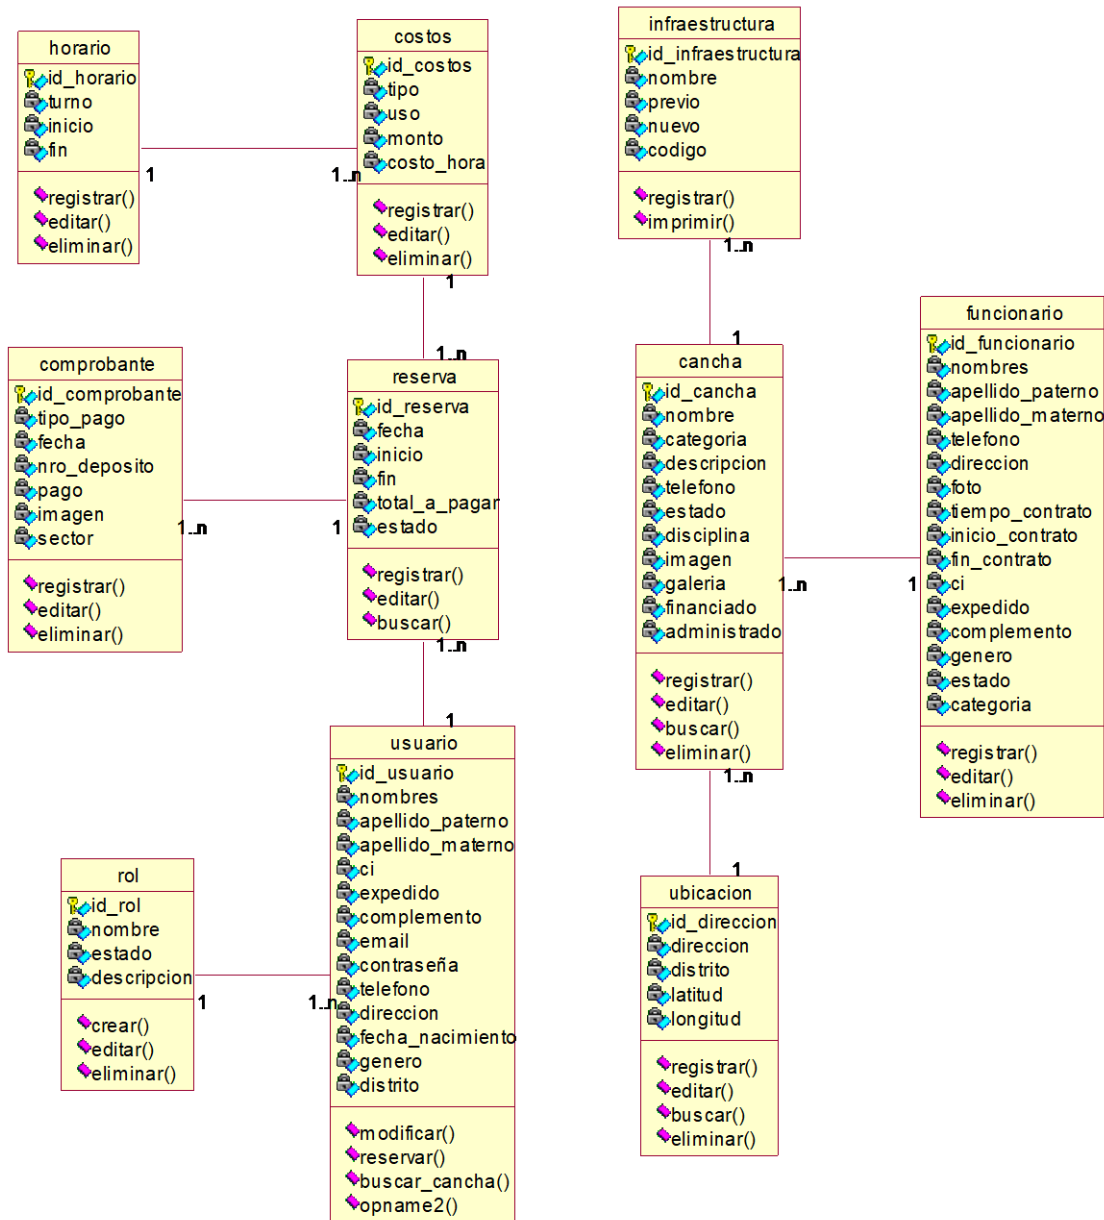 horario
id_horario
turno
inicio
fin
registrar()
editar()
eliminar()
1
1..n
costos
id_costos
tipo
uso
monto
costo_hora
registrar()
editar()
eliminar()
1
1..n
comprobante
id_comprobante
tipo_pago
fecha
nro_deposito
pago
imagen
sector
registrar()
editar()
eliminar()
1..n
1
reserva
id_reserva
fecha
inicio
fin
total_a_pagar
estado
registrar()
editar()
buscar()
1..n
1
rol
id_rol
nombre
estado
descripcion
crear()
editar()
eliminar()
1
1..n
usuario
id_usuario
nombres
apellido_paterno
apellido_materno
ci
expedido
complemento
email
contraseña
telefono
direccion
fecha_nacimiento
genero
distrito
modificar()
reservar()
buscar_cancha()
opname2()
infraestructura
id_infraestructura
nombre
previo
nuevo
codigo
registrar()
imprimir()
1..n
1
cancha
id_cancha
nombre
categoria
descripcion
telefono
estado
disciplina
imagen
galeria
financiado
administrado
registrar()
editar()
buscar()
eliminar()
1..n
1
1..n
1
funcionario
id_funcionario
nombres
apellido_paterno
apellido_materno
telefono
direccion
foto
tiempo_contrato
inicio_contrato
fin_contrato
ci
expedido
complemento
genero
estado
categoria
registrar()
editar()
eliminar()
ubicacion
id_direccion
direccion
distrito
latitud
longitud
registrar()
editar()
buscar()
eliminar()